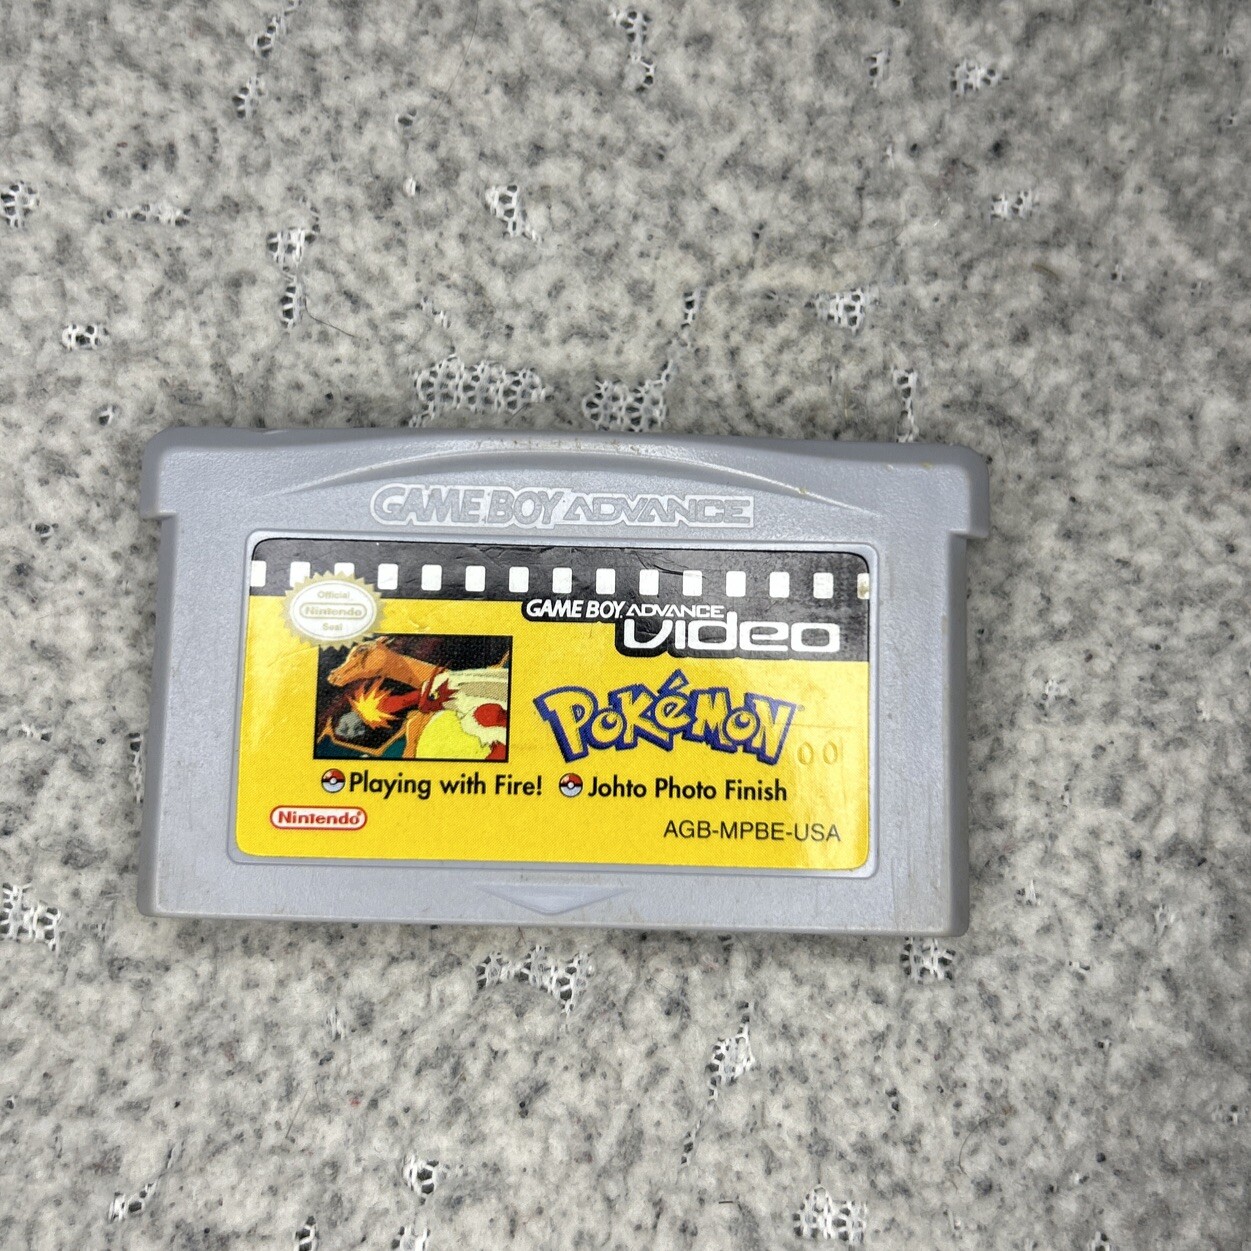 GAME BOY ADVANCE
Official
Nintendo
Seal
GAME BOY ADVANCE
video
POKéMON
00
Playing with Fire! Johto Photo Finish
Nintendo
AGB-MPBE-USA